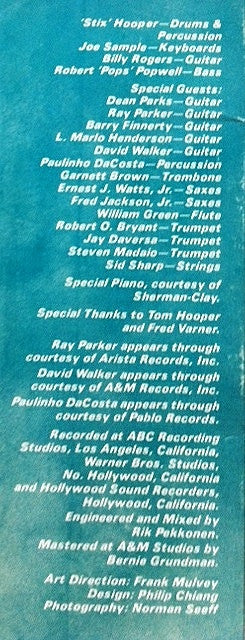 'Stix' Hooper—Drums &
Percussion
Joe Sample—Keyboards
Billy Rogers—Guitar
Robert 'Pops' Popwell—Bass
Special Guests:
Dean Parks—Guitar
Ray Parker—Guitar
Barry Finnerty—Guitar
L. Marlo Henderson—Guitar
David Walker—Guitar
Paulinho DaCosta—Percussion
Garnett Brown—Trombone
Ernest J. Watts, Jr.—Saxes
Fred Jackson, Jr.—Saxes
William Green—Flute
Robert O. Bryant—Trumpet
Jay Daversa—Trumpet
Steven Madaio—Trumpet
Sid Sharp—Strings
Special Piano, courtesy of
Sherman-Clay.
Special Thanks to Tom Hooper
and Fred Varner.
Ray Parker appears through
courtesy of Arista Records, Inc.
David Walker appears through
courtesy of A&M Records, Inc.
Paulinho DaCosta appears through
courtesy of Pablo Records.
Recorded at ABC Recording
Studios, Los Angeles, California,
Warner Bros. Studios,
No. Hollywood, California
and Hollywood Sound Recorders,
Hollywood, California.
Engineered and Mixed by
Rik Pekkonen.
Mastered at A&M Studios by
Bernie Grundman.
Art Direction: Frank Mulvey
Design: Philip Chiang
Photography: Norman Seeff